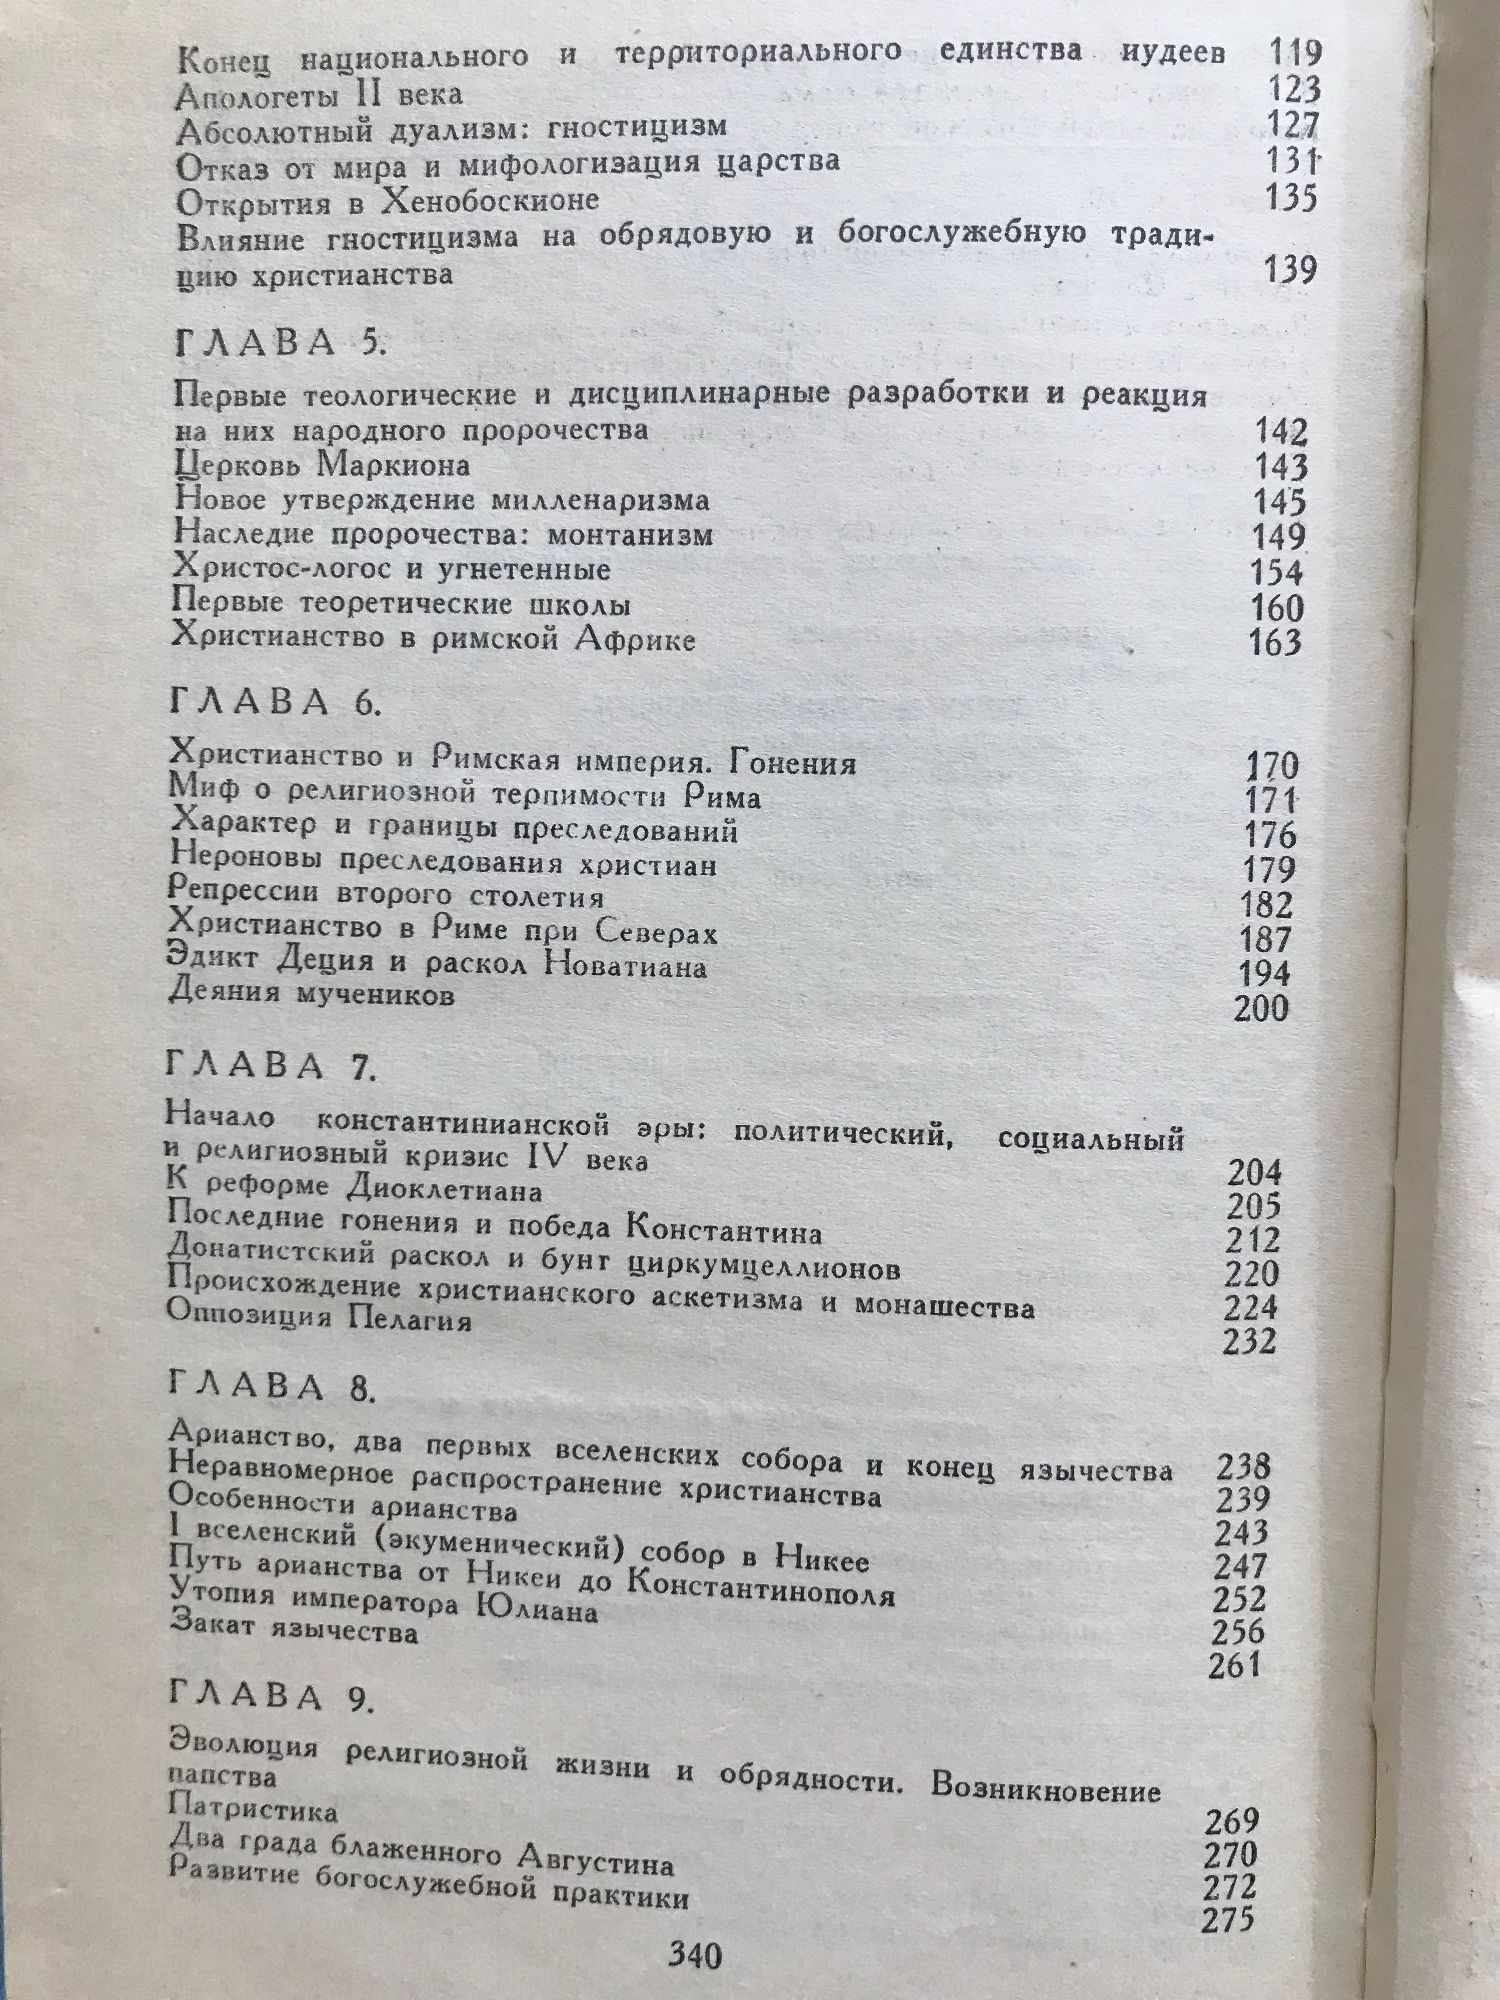 Конец национального и территориального единства иудеев 119
Апологеты II века 123
Абсолютный дуализм: гностицизм 127
Отказ от мира и мифологизация царства 131
Открытия в Хенобоскионе 135
Влияние гностицизма на обрядовую и богослужебную тради-
цию христианства 139
ГЛАВА 5.
Первые теологические и дисциплинарные разработки и реакция
на них народного пророчества 142
Церковь Маркиона 143
Новое утверждение милленаризма 145
Наследие пророчества: монтанизм 149
Христос-логос и угнетенные 154
Первые теоретические школы 160
Христианство в римской Африке 163
ГЛАВА 6.
Христианство и Римская империя. Гонения 170
Миф о религиозной терпимости Рима 171
Характер и границы преследований 176
Нероновы преследования христиан 179
Репрессии второго столетия 182
Христианство в Риме при Северах 187
Эдикт Деция и раскол Новатиана 194
Деяния мучеников 200
ГЛАВА 7.
Начало константинианской эры: политический, социальный
и религиозный кризис IV века 204
К реформе Диоклетиана 205
Последние гонения и победа Константина 212
Донатистский раскол и бунт циркумцеллионов 220
Происхождение христианского аскетизма и монашества 224
Оппозиция Пелагия 232
ГЛАВА 8.
Арианство, два первых вселенских собора и конец язычества 238
Неравномерное распространение христианства 239
Особенности арианства 243
I вселенский (экуменический) собор в Никее 247
Путь арианства от Никеи до Константинополя 252
Утопия императора Юлиана 256
Закат язычества 261
ГЛАВА 9.
Эволюция религиозной жизни и обрядности. Возникновение
папства 269
Патристика 270
Два града блаженного Августина 272
Развитие богослужебной практики 275
340